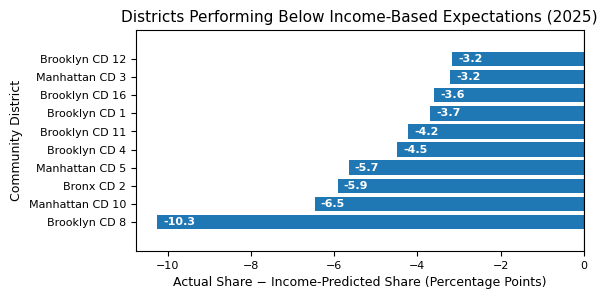 Districts Performing Below Income-Based Expectations (2025)
Community District
Brooklyn CD 12 -3.2
Manhattan CD 3 -3.2
Brooklyn CD 16 -3.6
Brooklyn CD 1 -3.7
Brooklyn CD 11 -4.2
Brooklyn CD 4 -4.5
Manhattan CD 5 -5.7
Bronx CD 2 -5.9
Manhattan CD 10 -6.5
Brooklyn CD 8 -10.3
−10 −8 −6 −4 −2 0
Actual Share − Income-Predicted Share (Percentage Points)